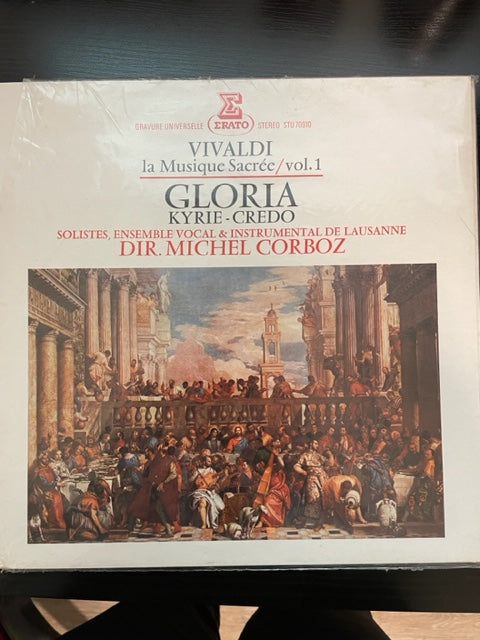 GRAVURE UNIVERSELLE ERATO STEREO STU 70910
VIVALDI
la Musique Sacrée/vol.1
GLORIA
KYRIE-CREDO
SOLISTES, ENSEMBLE VOCAL & INSTRUMENTAL DE LAUSANNE
DIR. MICHEL CORBOZ